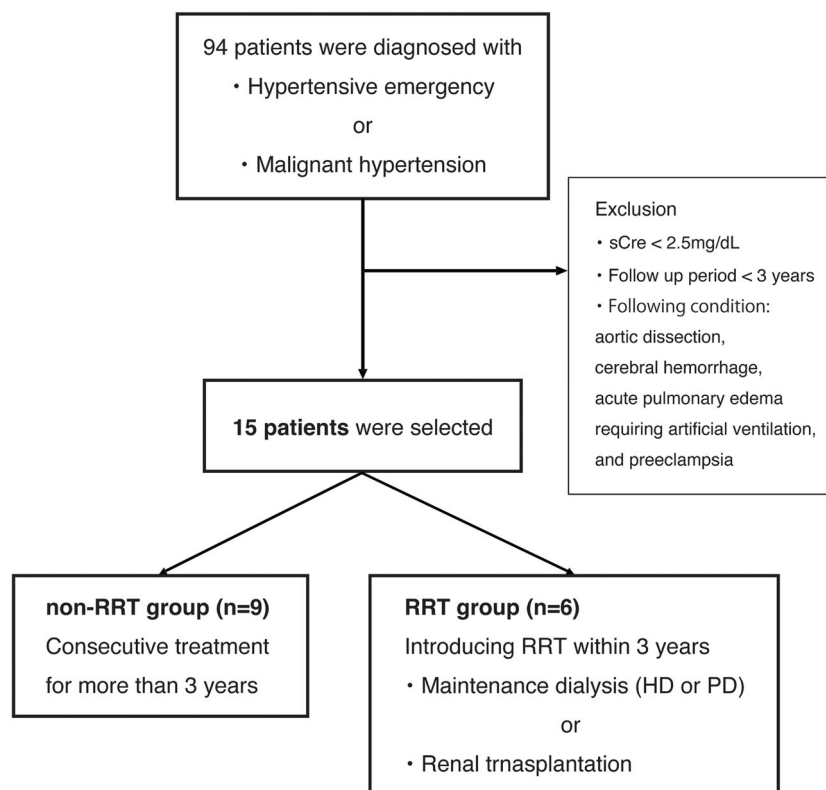 94 patients were diagnosed with
・Hypertensive emergency
or
・Malignant hypertension
Exclusion
・sCre < 2.5mg/dL
・Follow up period < 3 years
・Following condition:
aortic dissection,
cerebral hemorrhage,
acute pulmonary edema
requiring artificial ventilation,
and preeclampsia
15 patients were selected
non-RRT group (n=9)
Consecutive treatment
for more than 3 years
RRT group (n=6)
Introducing RRT within 3 years
・Maintenance dialysis (HD or PD)
or
・Renal trnasplantation